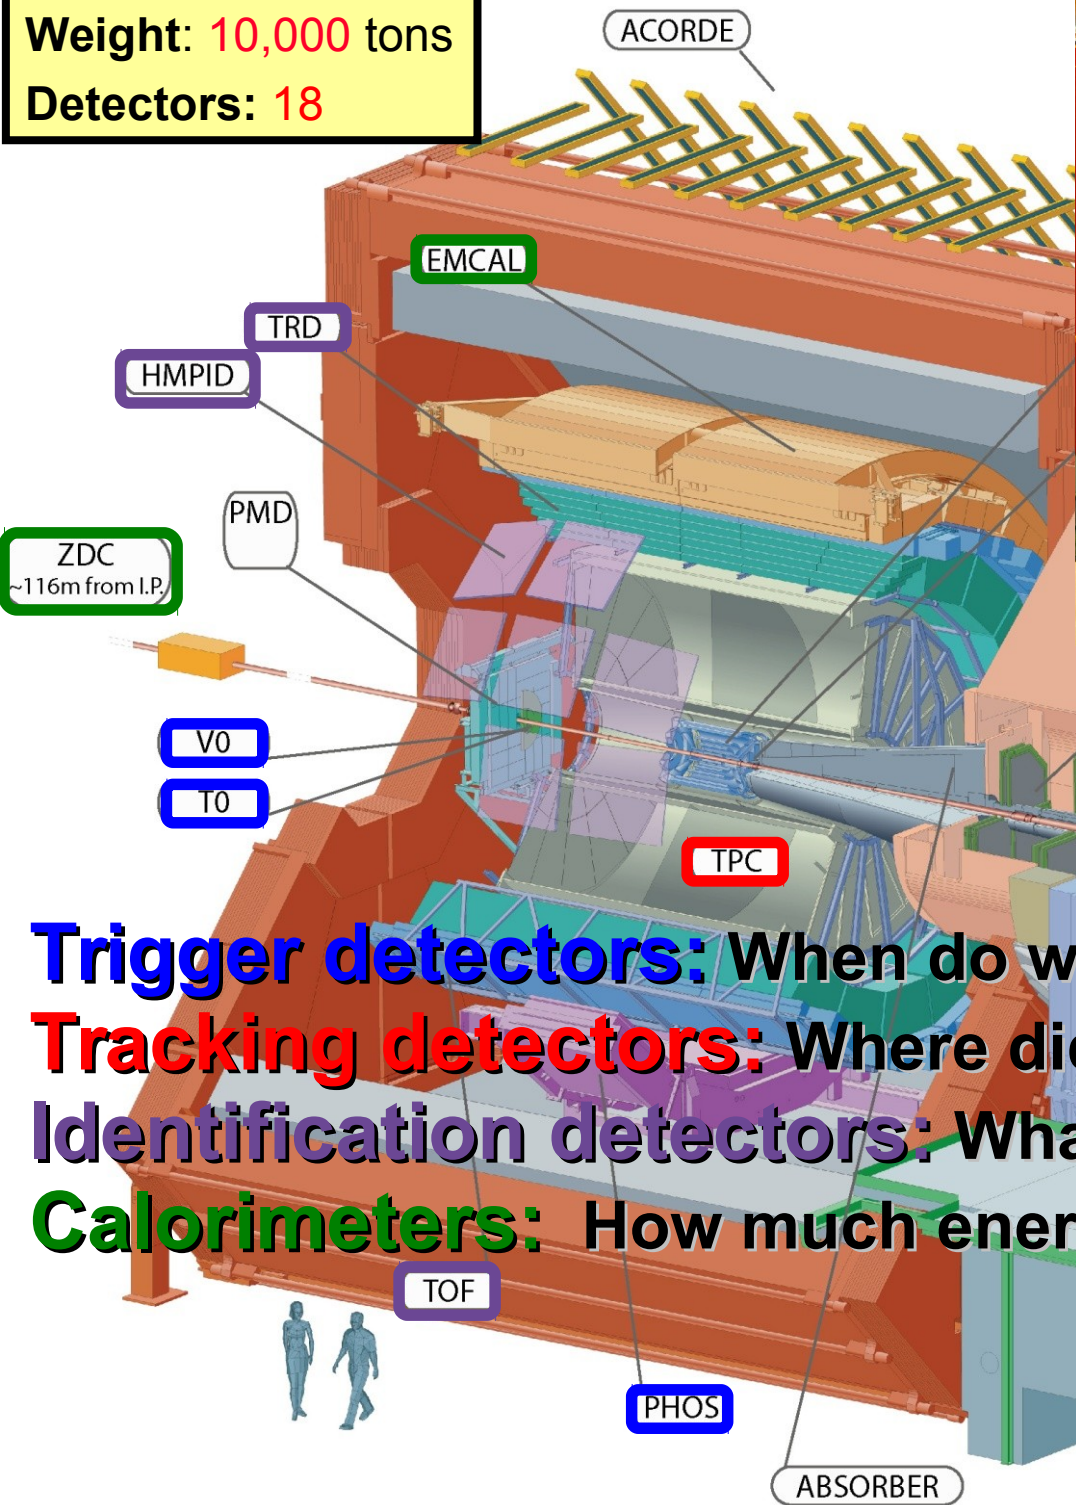 Weight: 10,000 tons
Detectors: 18
ACORDE
EMCAL
TRD
HMPID
PMD
ZDC
~116m from I.P.
V0
T0
TPC
Trigger detectors: When do w
Tracking detectors: Where did
Identification detectors: Wha
Calorimeters: How much ener
TOF
PHOS
ABSORBER